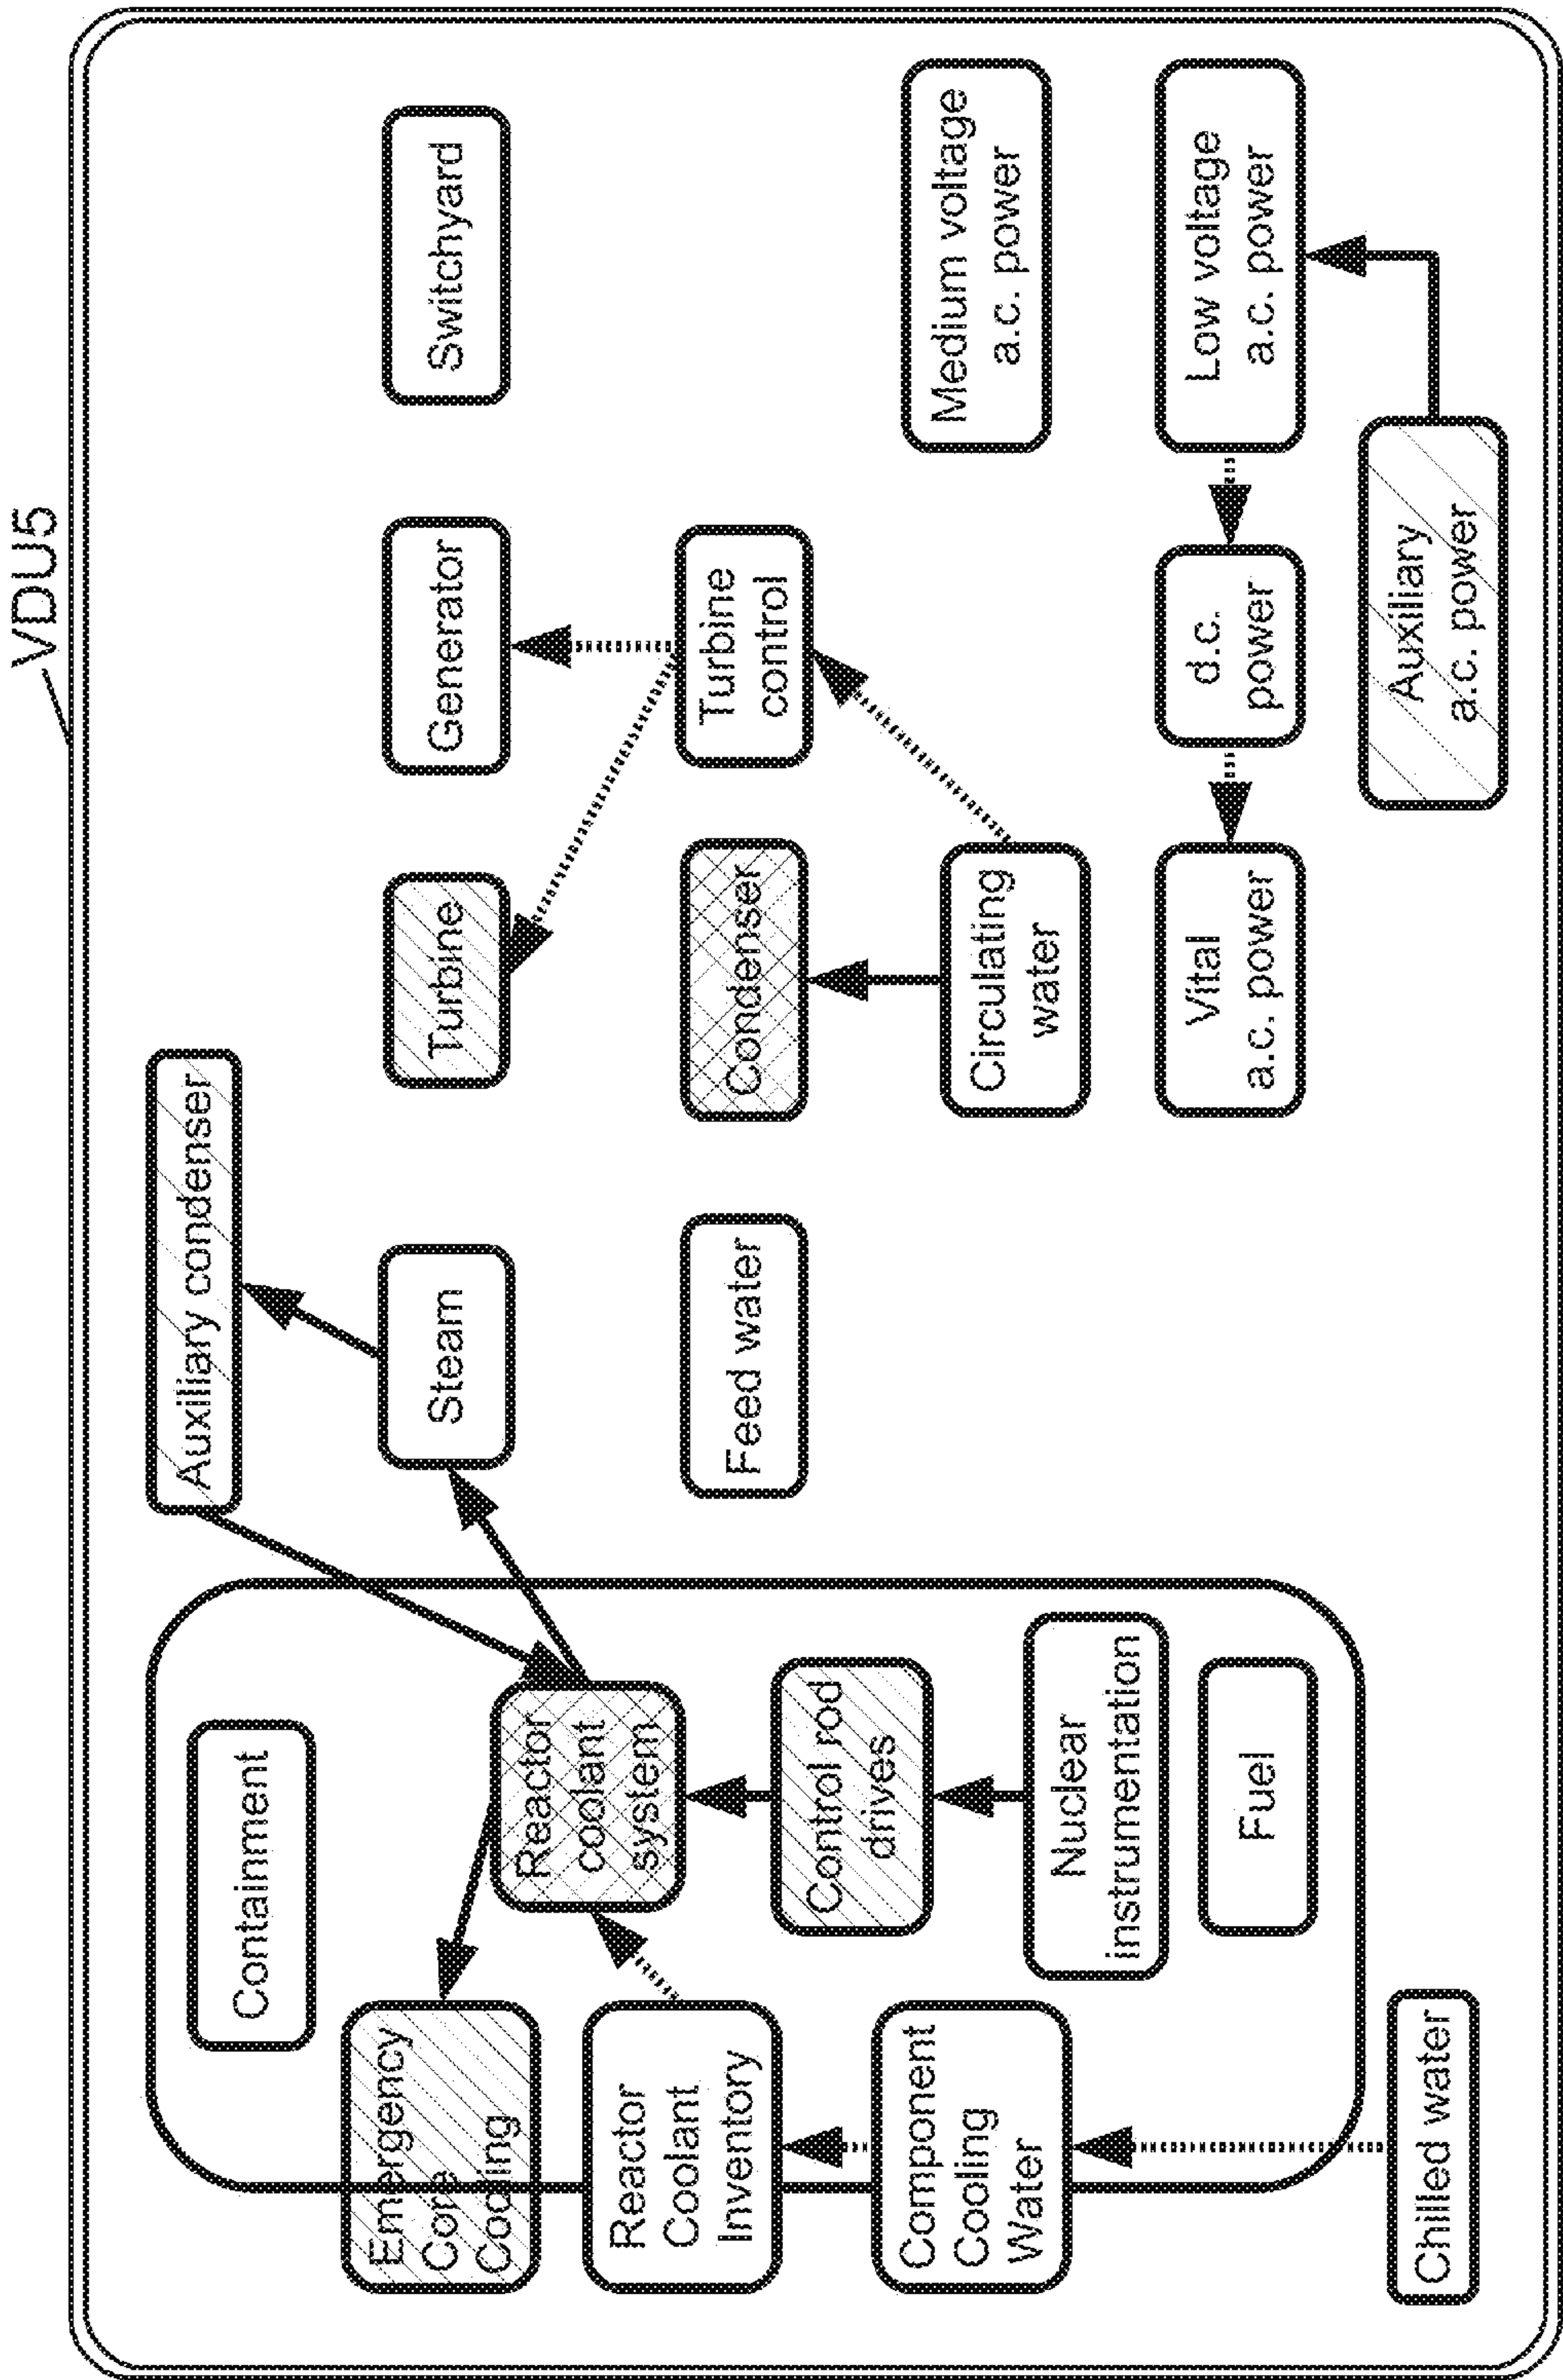 VDU5
Auxiliary condenser
Containment
Emergency
Core
Cooling
Steam
Turbine
Generator
Switchyard
Reactor
coolant
system
Reactor
Coolant
Inventory
Feed water
Condenser
Turbine
control
Control rod
drives
Component
Cooling
Water
Circulating
water
Medium voltage
a.c. power
Nuclear
instrumentation
Fuel
Vital
a.c. power
d.c.
power
Low voltage
a.c. power
Chilled water
Auxiliary
a.c. power